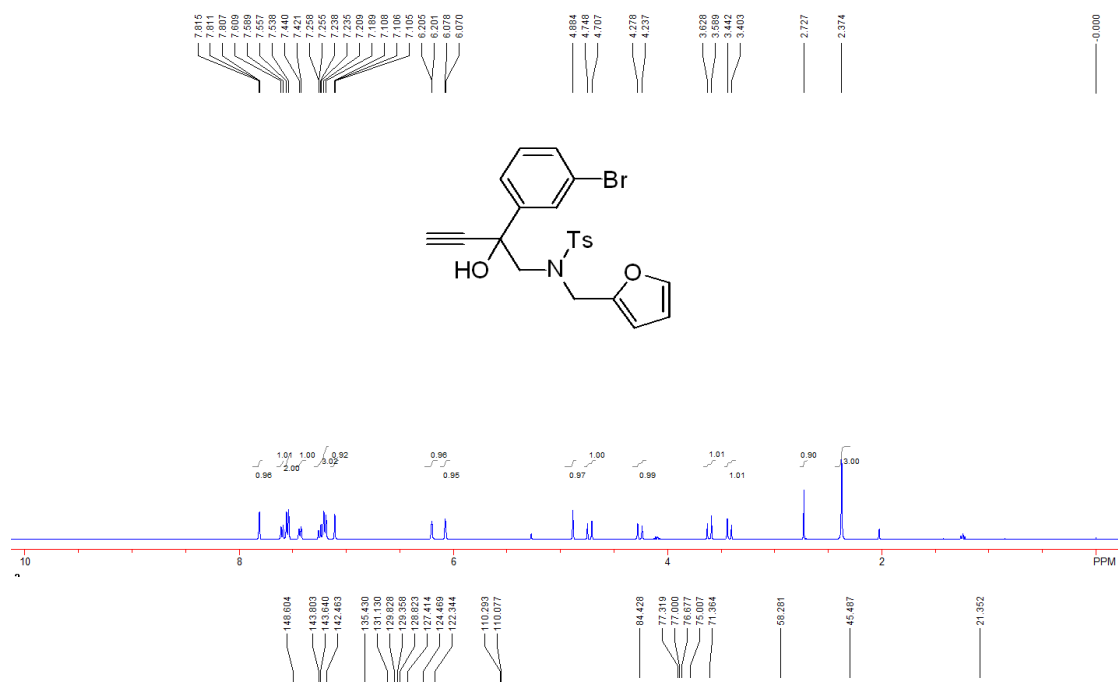 7.815 7.811 7.807 7.609 7.589 7.557 7.538 7.440 7.421 7.258 7.255 7.238 7.235 7.209 7.189 7.108 7.106 7.105 6.205 6.201 6.078 6.070 4.884 4.748 4.707 4.278 4.237 3.628 3.589 3.442 3.403 2.727 2.374 -0.000
Br
Ts
HO N O
1.01 1.00 0.92 0.96 1.00 1.01 0.90
0.96 2.00 3.02 0.95 0.97 0.99 1.01 3.00
10 8 6 4 2 PPM
148.604 143.803 143.640 142.463 135.430 131.130 129.828 129.358 128.823 127.414 124.469 122.344 110.293 110.077 84.428 77.319 77.000 76.677 75.007 71.364 58.281 45.487 21.352